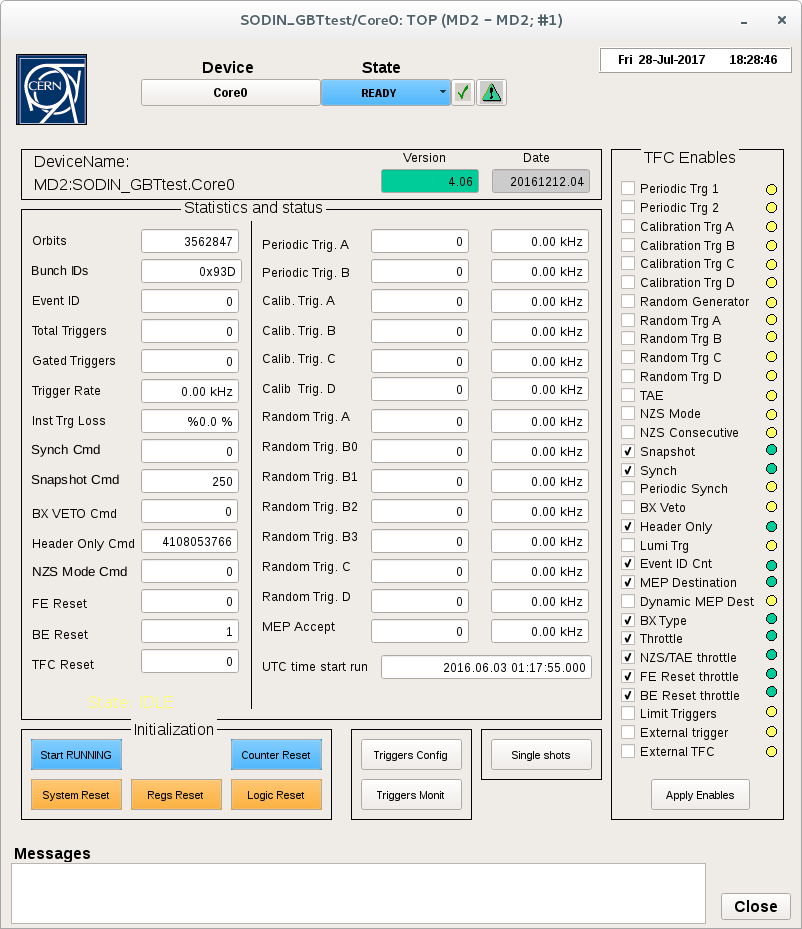 SODIN_GBTtest/Core0: TOP (MD2 - MD2; #1)
Fri 28-Jul-2017 18:28:46
CERN
Device State
Core0 READY
DeviceName: Version Date
MD2:SODIN_GBTtest.Core0 4.06 20161212.04
Statistics and status
Orbits 3562847
Bunch IDs 0x93D
Event ID 0
Total Triggers 0
Gated Triggers 0
Trigger Rate 0.00 kHz
Inst Trg Loss %0.0 %
Synch Cmd 0
Snapshot Cmd 250
BX VETO Cmd 0
Header Only Cmd 4108053766
NZS Mode Cmd 0
FE Reset 0
BE Reset 1
TFC Reset 0
Periodic Trig. A 0 0.00 kHz
Periodic Trig. B 0 0.00 kHz
Calib. Trig. A 0 0.00 kHz
Calib. Trig. B 0 0.00 kHz
Calib. Trig. C 0 0.00 kHz
Calib Trig. D 0 0.00 kHz
Random Trig. A 0 0.00 kHz
Random Trig. B0 0 0.00 kHz
Random Trig. B1 0 0.00 kHz
Random Trig. B2 0 0.00 kHz
Random Trig. B3 0 0.00 kHz
Random Trig. C 0 0.00 kHz
Random Trig. D 0 0.00 kHz
MEP Accept 0 0.00 kHz
UTC time start run 2016.06.03 01:17:55.000
TFC Enables
Periodic Trg 1
Periodic Trg 2
Calibration Trg A
Calibration Trg B
Calibration Trg C
Calibration Trg D
Random Generator
Random Trg A
Random Trg B
Random Trg C
Random Trg D
TAE
NZS Mode
NZS Consecutive
Snapshot
Synch
Periodic Synch
BX Veto
Header Only
Lumi Trg
Event ID Cnt
MEP Destination
Dynamic MEP Dest
BX Type
Throttle
NZS/TAE throttle
FE Reset throttle
BE Reset throttle
Limit Triggers
External trigger
External TFC
Apply Enables
Initialization
Start RUNNING Counter Reset
System Reset Regs Reset Logic Reset
Triggers Config
Triggers Monit
Single shots
Messages
Close